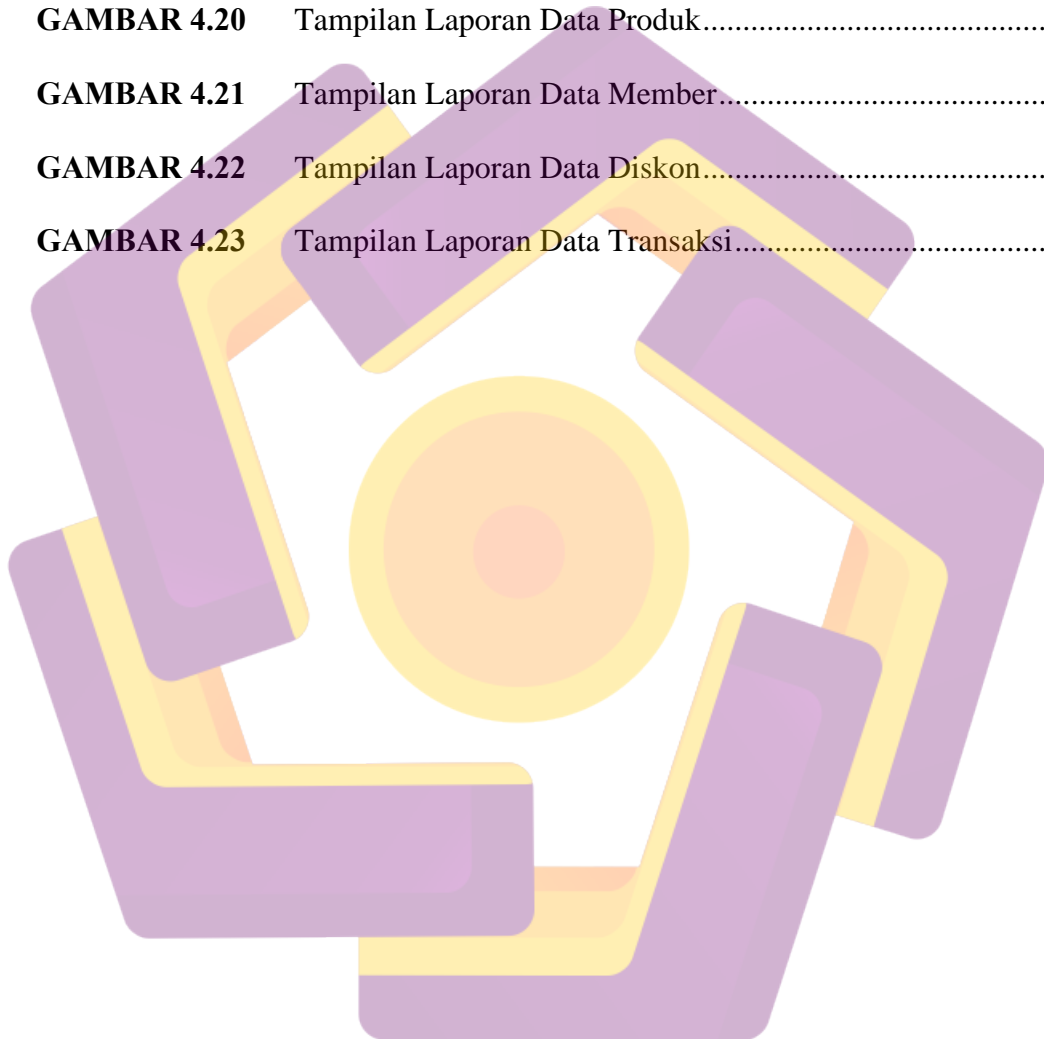 GAMBAR 4.20 Tampilan Laporan Data Produk............................................
GAMBAR 4.21 Tampilan Laporan Data Member..........................................
GAMBAR 4.22 Tampilan Laporan Data Diskon............................................
GAMBAR 4.23 Tampilan Laporan Data Transaksi........................................